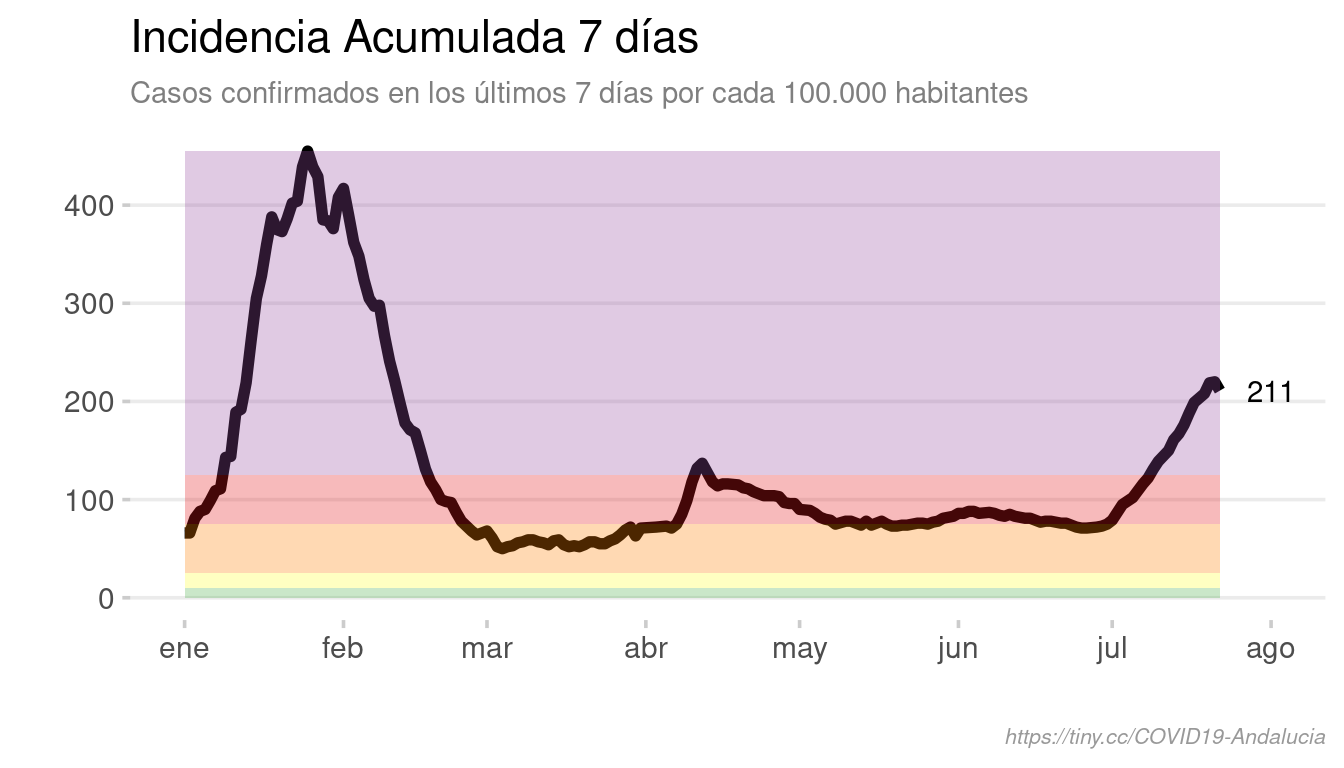 Incidencia Acumulada 7 días
Casos confirmados en los últimos 7 días por cada 100.000 habitantes
400
300
200
100
0
211
ene feb mar abr may jun jul ago
https://tiny.cc/COVID19-Andalucia